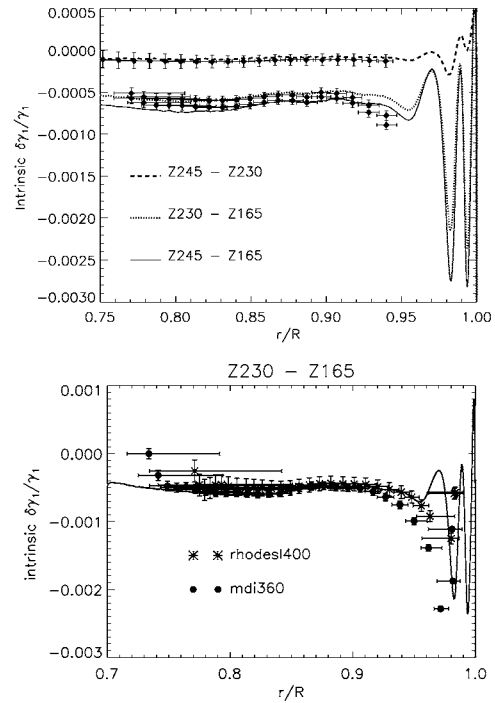 0.0005
0.0000
−0.0005
−0.0010
−0.0015
−0.0020
−0.0025
−0.0030
Intrinsic δγ₁/γ₁
Z245 − Z230
Z230 − Z165
Z245 − Z165
0.75 0.80 0.85 0.90 0.95 1.00
r/R
Z230 − Z165
0.001
0.000
−0.001
−0.002
−0.003
intrinsic δγ₁/γ₁
rhodesl400
mdi360
0.7 0.8 0.9 1.0
r/R